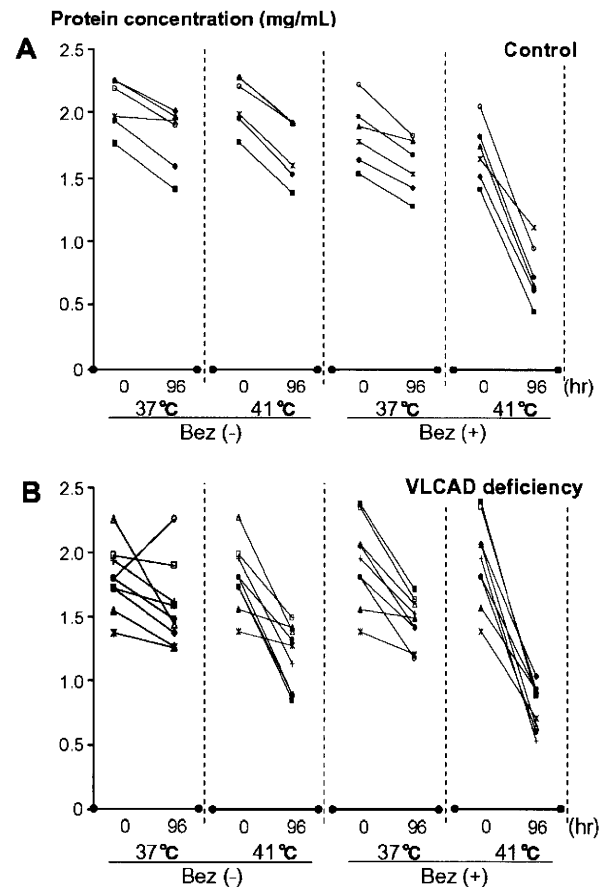 Protein concentration (mg/mL)
A
Control
2.5
2.0
1.5
1.0
0.5
0
0 96 0 96 0 96 0 96 (hr)
37°C 41°C 37°C 41°C
Bez (-) Bez (+)
B
VLCAD deficiency
2.5
2.0
1.5
1.0
0.5
0
0 96 0 96 0 96 0 96 (hr)
37°C 41°C 37°C 41°C
Bez (-) Bez (+)